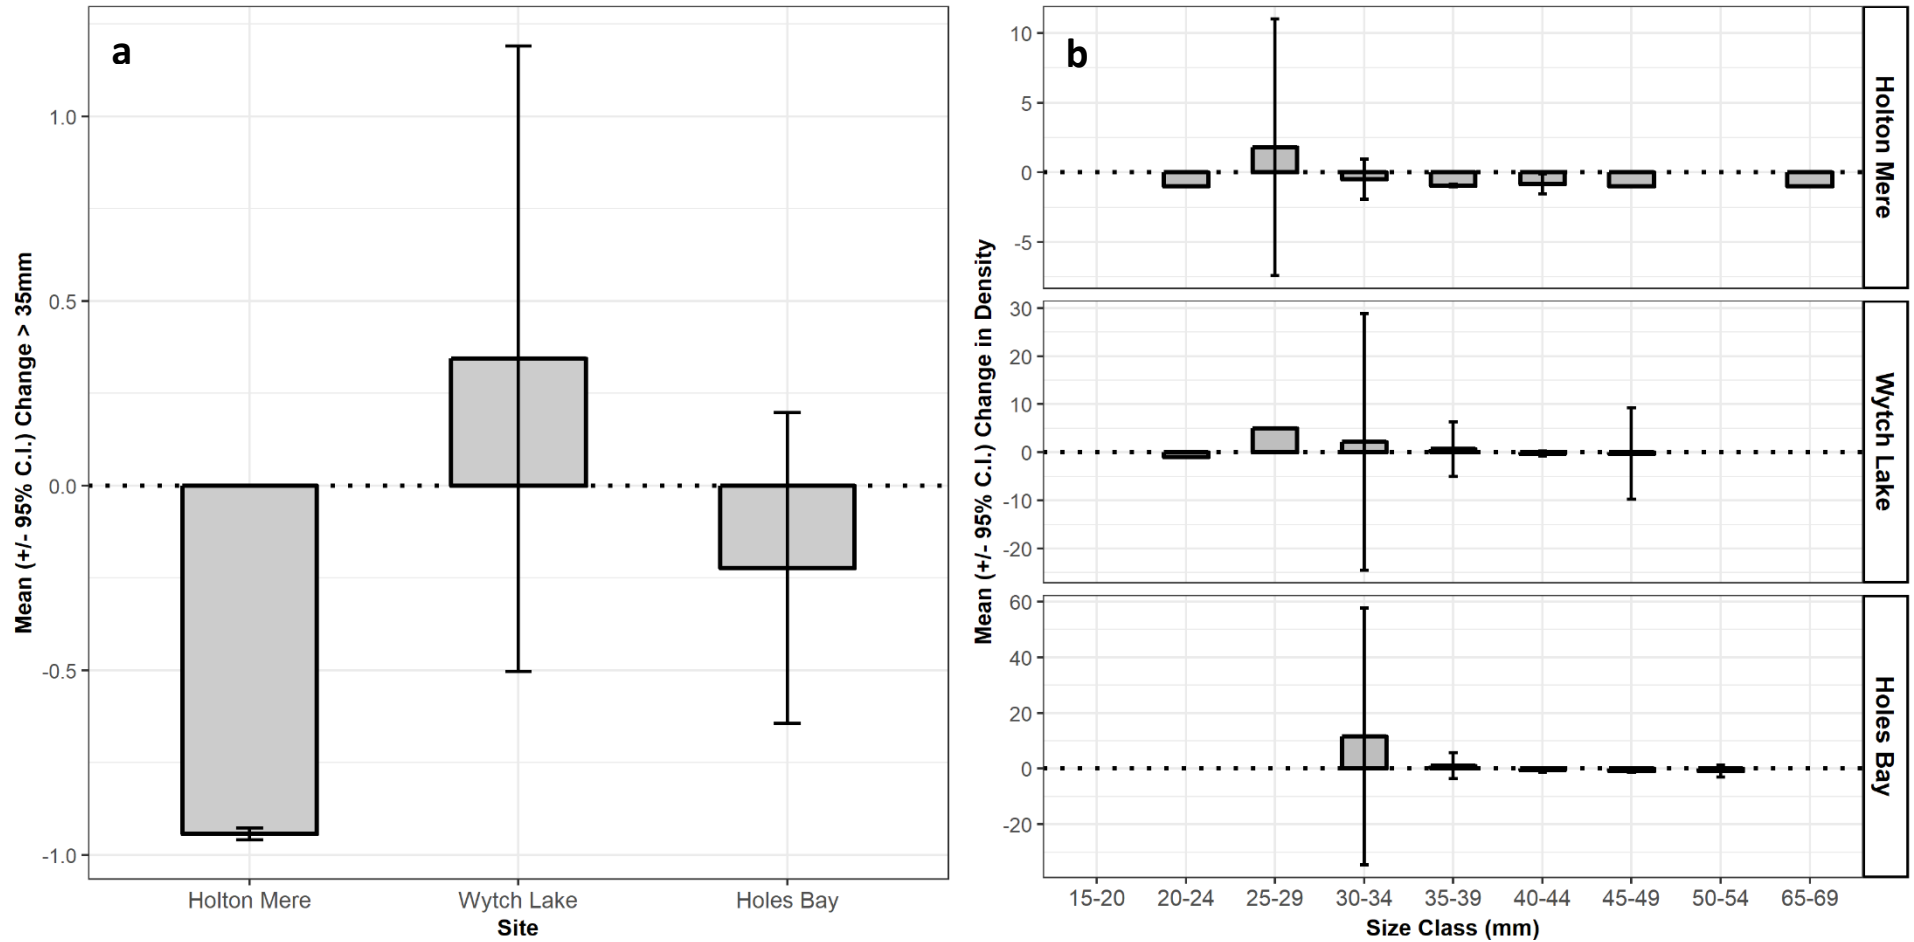 a
Mean (+/- 95% C.I.) Change > 35mm
1.0
0.5
0.0
-0.5
-1.0
Holton Mere
Wytch Lake
Holes Bay
Site
b
Mean (+/- 95% C.I.) Change in Density
10
5
0
-5
Holton Mere
30
20
10
0
-10
-20
Wytch Lake
60
40
20
0
-20
Holes Bay
15-20
20-24
25-29
30-34
35-39
40-44
45-49
50-54
65-69
Size Class (mm)